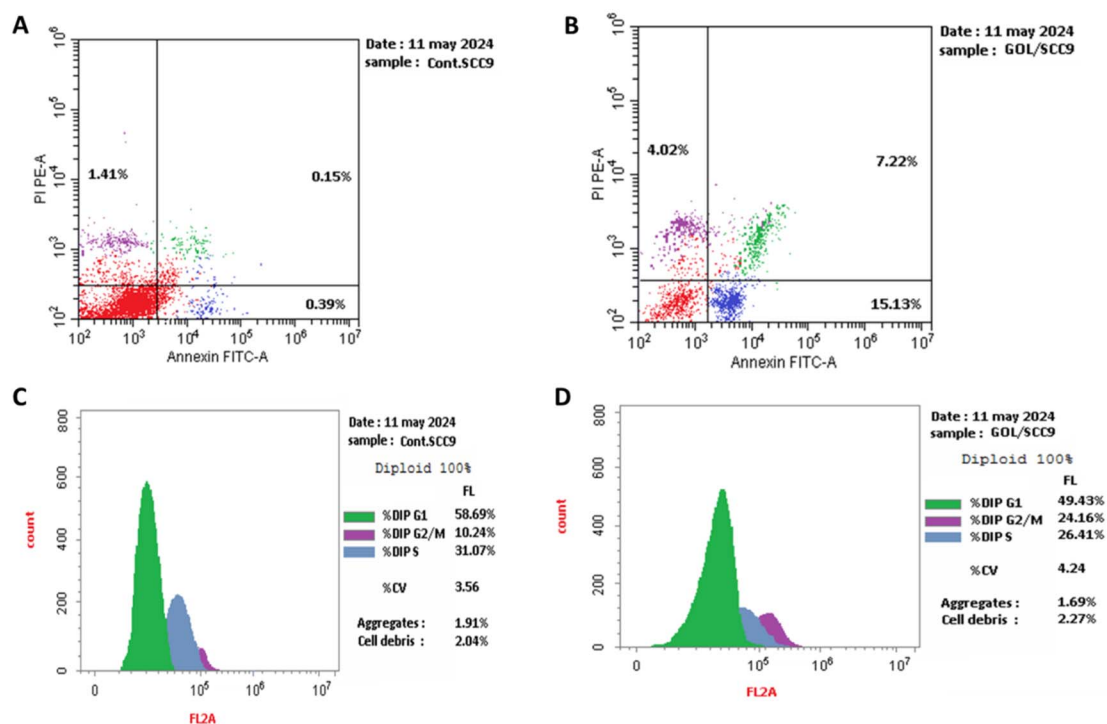 A
Date : 11 may 2024
sample : Cont.SCC9
10^6
10^5
10^4
10^3
10^2
PI PE-A
1.41%
0.15%
0.39%
10^2 10^3 10^4 10^5 10^6 10^7
Annexin FITC-A
B
Date : 11 may 2024
sample : GOL/SCC9
10^6
10^5
10^4
10^3
10^2
PI PE-A
4.02%
7.22%
15.13%
10^2 10^3 10^4 10^5 10^6 10^7
Annexin FITC-A
C
800
600
400
200
0
count
0 10^5 10^6 10^7
FL2A
Date : 11 may 2024
sample : Cont.SCC9
Diploid 100%
FL
%DIP G1 58.69%
%DIP G2/M 10.24%
%DIP S 31.07%
%CV 3.56
Aggregates : 1.91%
Cell debris : 2.04%
D
800
600
400
200
0
count
0 10^5 10^6 10^7
FL2A
Date : 11 may 2024
sample : GOL/SCC9
Diploid 100%
FL
%DIP G1 49.43%
%DIP G2/M 24.16%
%DIP S 26.41%
%CV 4.24
Aggregates : 1.69%
Cell debris : 2.27%